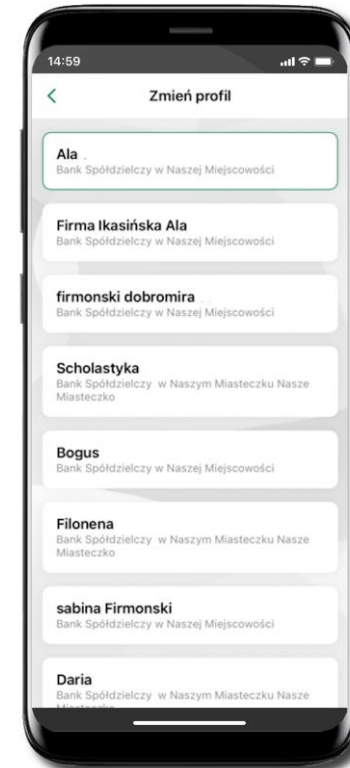 14:59
Zmień profil
Ala
Bank Spółdzielczy w Naszej Miejscowości
Firma Ikasińska Ala
Bank Spółdzielczy w Naszej Miejscowości
firmonski dobromira
Bank Spółdzielczy w Naszej Miejscowości
Scholastyka
Bank Spółdzielczy w Naszym Miasteczku Nasze
Miasteczko
Bogus
Bank Spółdzielczy w Naszej Miejscowości
Filonena
Bank Spółdzielczy w Naszym Miasteczku Nasze
Miasteczko
sabina Firmonski
Bank Spółdzielczy w Naszej Miejscowości
Daria
Bank Spółdzielczy w Naszym Miasteczku Nasze